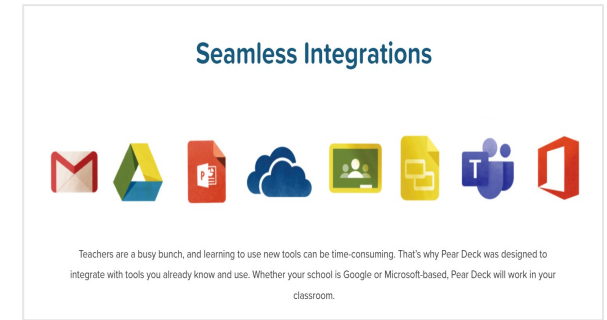 Seamless Integrations
P
T
Teachers are a busy bunch, and learning to use new tools can be time-consuming. That's why Pear Deck was designed to
integrate with tools you already know and use. Whether your school is Google or Microsoft-based, Pear Deck will work in your
classroom.